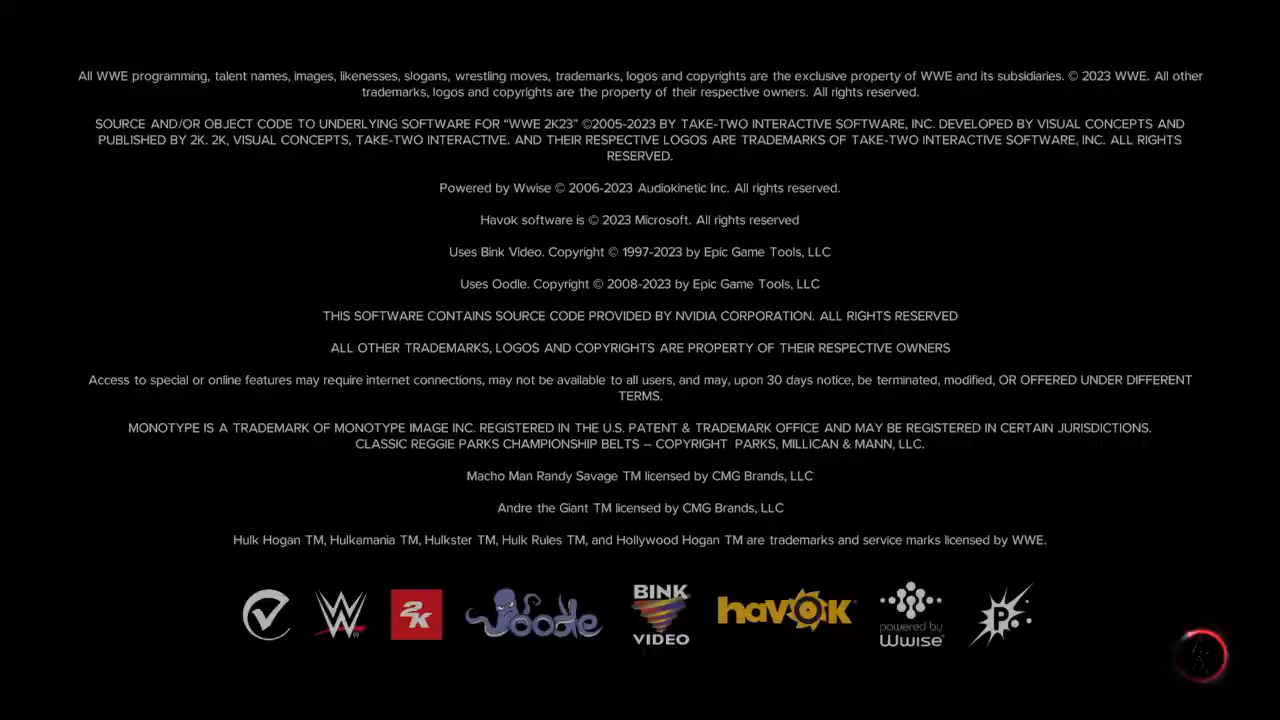 All WWE programming, talent names, images, likenesses, slogans, wrestling moves, trademarks, logos and copyrights are the exclusive property of WWE and its subsidiaries. © 2023 WWE. All other
trademarks, logos and copyrights are the property of their respective owners. All rights reserved.
SOURCE AND/OR OBJECT CODE TO UNDERLYING SOFTWARE FOR “WWE 2K23” ©2005-2023 BY TAKE-TWO INTERACTIVE SOFTWARE, INC. DEVELOPED BY VISUAL CONCEPTS AND
PUBLISHED BY 2K. 2K, VISUAL CONCEPTS, TAKE-TWO INTERACTIVE. AND THEIR RESPECTIVE LOGOS ARE TRADEMARKS OF TAKE-TWO INTERACTIVE SOFTWARE, INC. ALL RIGHTS
RESERVED.
Powered by Wwise © 2006-2023 Audiokinetic Inc. All rights reserved.
Havok software is © 2023 Microsoft. All rights reserved
Uses Bink Video. Copyright © 1997-2023 by Epic Game Tools, LLC
Uses Oodle. Copyright © 2008-2023 by Epic Game Tools, LLC
THIS SOFTWARE CONTAINS SOURCE CODE PROVIDED BY NVIDIA CORPORATION. ALL RIGHTS RESERVED
ALL OTHER TRADEMARKS, LOGOS AND COPYRIGHTS ARE PROPERTY OF THEIR RESPECTIVE OWNERS
Access to special or online features may require internet connections, may not be available to all users, and may, upon 30 days notice, be terminated, modified, OR OFFERED UNDER DIFFERENT
TERMS.
MONOTYPE IS A TRADEMARK OF MONOTYPE IMAGE INC. REGISTERED IN THE U.S. PATENT & TRADEMARK OFFICE AND MAY BE REGISTERED IN CERTAIN JURISDICTIONS.
CLASSIC REGGIE PARKS CHAMPIONSHIP BELTS – COPYRIGHT PARKS, MILLICAN & MANN, LLC.
Macho Man Randy Savage TM licensed by CMG Brands, LLC
Andre the Giant TM licensed by CMG Brands, LLC
Hulk Hogan TM, Hulkamania TM, Hulkster TM, Hulk Rules TM, and Hollywood Hogan TM are trademarks and service marks licensed by WWE.
W 2K Oodle BINK VIDEO havok powered by Wwise P